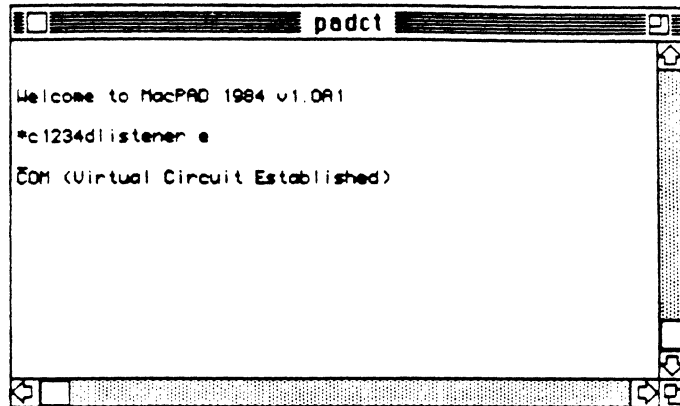 padct
Welcome to MacPAD 1984 v1.0A1
*c1234dlistener e
COM (Virtual Circuit Established)